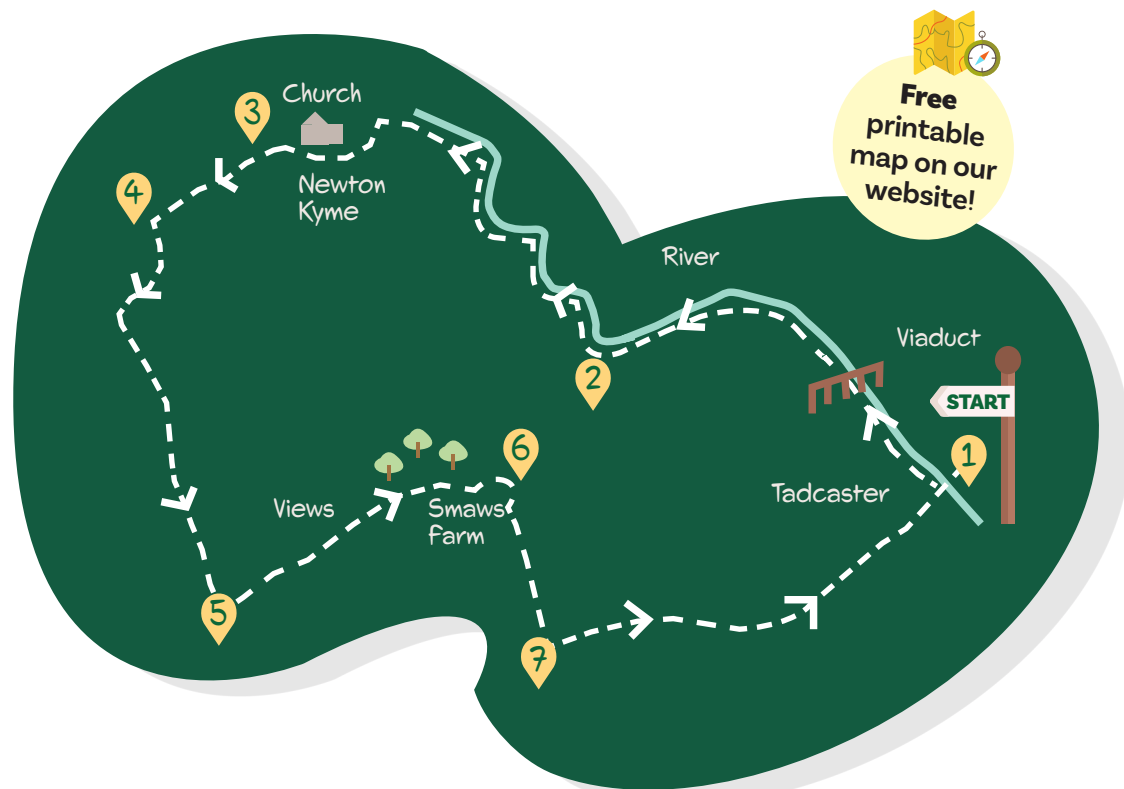 Free
printable
map on our
website!
Church
3
4
Newton
Kyme
River
Viaduct
START
2
1
6
Tadcaster
Views
Smaws
Farm
5
7